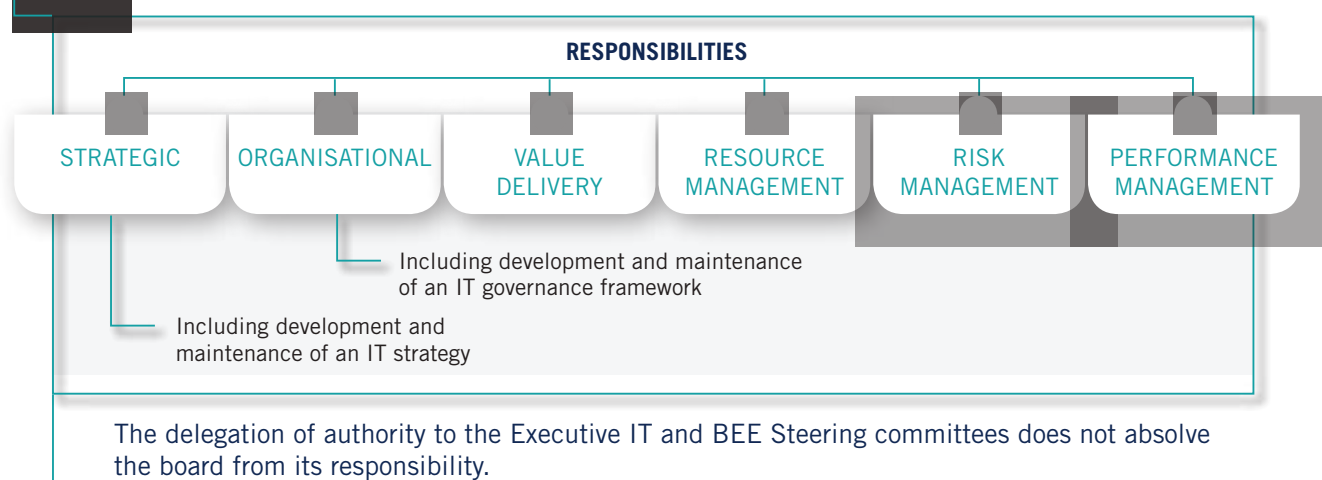 RESPONSIBILITIES
STRATEGIC
ORGANISATIONAL
VALUE
DELIVERY
RESOURCE
MANAGEMENT
RISK
MANAGEMENT
PERFORMANCE
MANAGEMENT
Including development and maintenance
of an IT governance framework
Including development and
maintenance of an IT strategy
The delegation of authority to the Executive IT and BEE Steering committees does not absolve
the board from its responsibility.